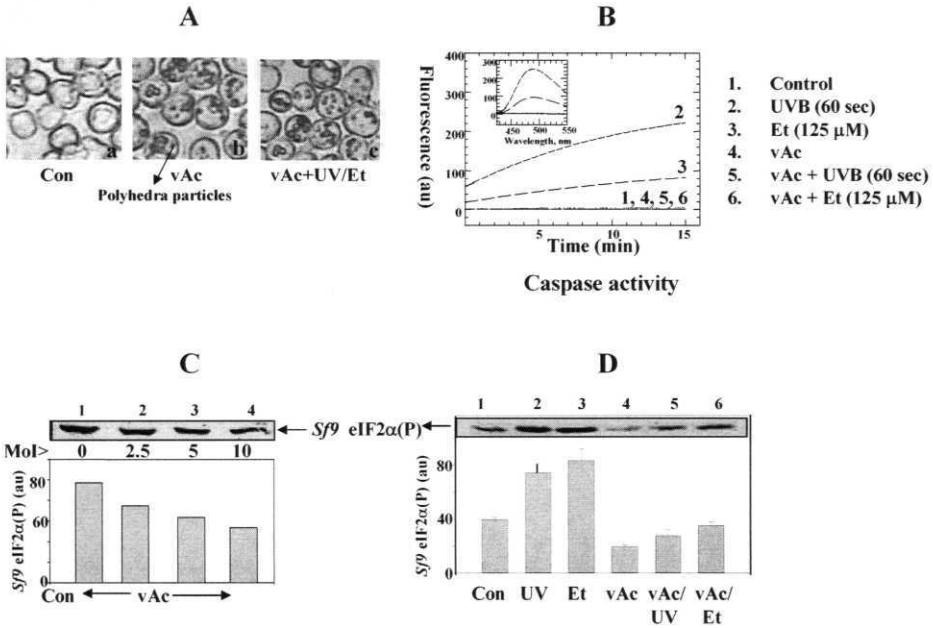 A
B
a
b
c
Con
vAc
vAc+UV/Et
Polyhedra particles
Fluorescence (au)
400
300
200
100
0
300
100
0
450
500
550
Wavelength, nm
2
3
1, 4, 5, 6
5
10
15
Time (min)
Caspase activity
1. Control
2. UVB (60 sec)
3. Et (125 μM)
4. vAc
5. vAc + UVB (60 sec)
6. vAc + Et (125 μM)
C
D
1 2 3 4
Sf9 eIF2α(P)
MoI> 0 2.5 5 10
Sf9 eIF2α(P) (au)
80
60
0
Con vAc
1 2 3 4 5 6
Sf9 eIF2α(P) (au)
80
40
0
Con UV Et vAc vAc/ vAc/
UV Et